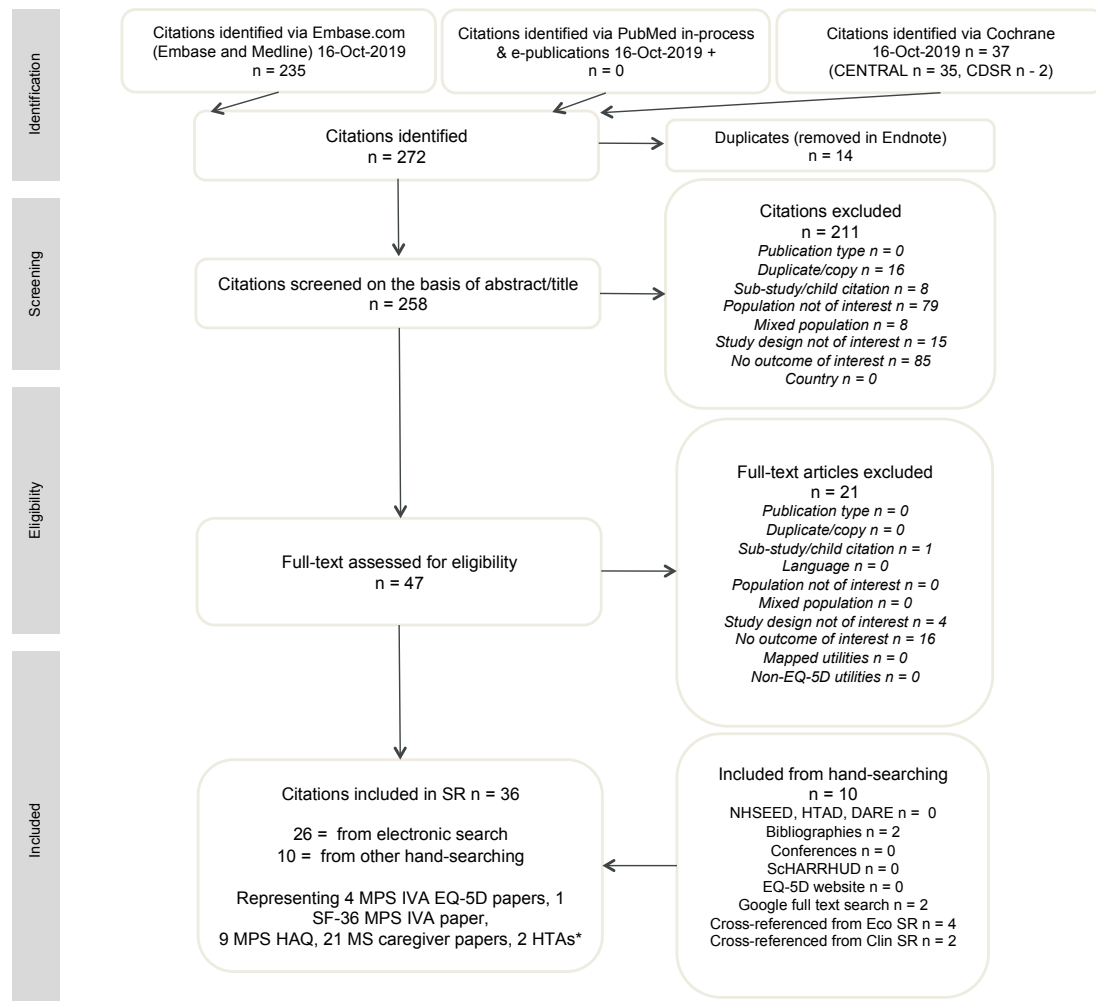 Identification
Citations identified via Embase.com
(Embase and Medline) 16-Oct-2019
n = 235
Citations identified via PubMed in-process
& e-publications 16-Oct-2019 +
n = 0
Citations identified via Cochrane
16-Oct-2019 n = 37
(CENTRAL n = 35, CDSR n - 2)
Citations identified
n = 272
Duplicates (removed in Endnote)
n = 14
Screening
Citations screened on the basis of abstract/title
n = 258
Citations excluded
n = 211
Publication type n = 0
Duplicate/copy n = 16
Sub-study/child citation n = 8
Population not of interest n = 79
Mixed population n = 8
Study design not of interest n = 15
No outcome of interest n = 85
Country n = 0
Eligibility
Full-text assessed for eligibility
n = 47
Full-text articles excluded
n = 21
Publication type n = 0
Duplicate/copy n = 0
Sub-study/child citation n = 1
Language n = 0
Population not of interest n = 0
Mixed population n = 0
Study design not of interest n = 4
No outcome of interest n = 16
Mapped utilities n = 0
Non-EQ-5D utilities n = 0
Included
Citations included in SR n = 36
26 = from electronic search
10 = from other hand-searching
Representing 4 MPS IVA EQ-5D papers, 1
SF-36 MPS IVA paper,
9 MPS HAQ, 21 MS caregiver papers, 2 HTAs*
Included from hand-searching
n = 10
NHSEED, HTAD, DARE n = 0
Bibliographies n = 2
Conferences n = 0
ScHARRHUD n = 0
EQ-5D website n = 0
Google full text search n = 2
Cross-referenced from Eco SR n = 4
Cross-referenced from Clin SR n = 2